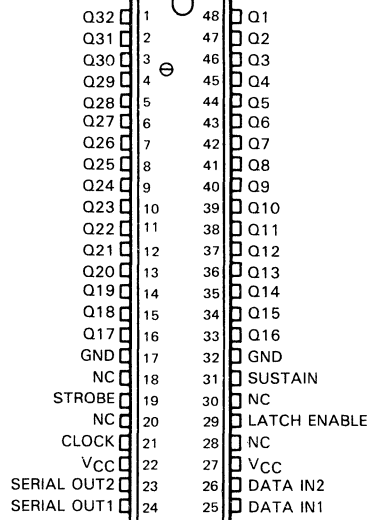 Q32 1 48 Q1
Q31 2 47 Q2
Q30 3 46 Q3
Q29 4 45 Q4
Q28 5 44 Q5
Q27 6 43 Q6
Q26 7 42 Q7
Q25 8 41 Q8
Q24 9 40 Q9
Q23 10 39 Q10
Q22 11 38 Q11
Q21 12 37 Q12
Q20 13 36 Q13
Q19 14 35 Q14
Q18 15 34 Q15
Q17 16 33 Q16
GND 17 32 GND
NC 18 31 SUSTAIN
STROBE 19 30 NC
NC 20 29 LATCH ENABLE
CLOCK 21 28 NC
VCC 22 27 VCC
SERIAL OUT2 23 26 DATA IN2
SERIAL OUT1 24 25 DATA IN1